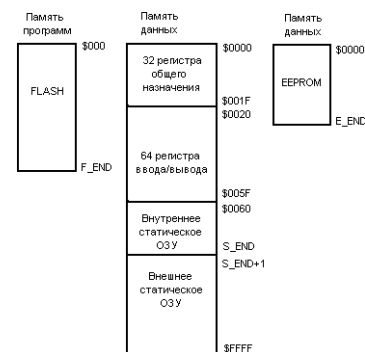 Память
программ
$000
FLASH
F_END
Память
данных
$0000
32 регистра
общего
назначения
$001F
$0020
64 регистра
ввода/вывода
$005F
$0060
Внутреннее
статическое
ОЗУ
S_END
S_END+1
Внешнее
статическое
ОЗУ
$FFFF
Память
данных
$0000
EEPROM
E_END